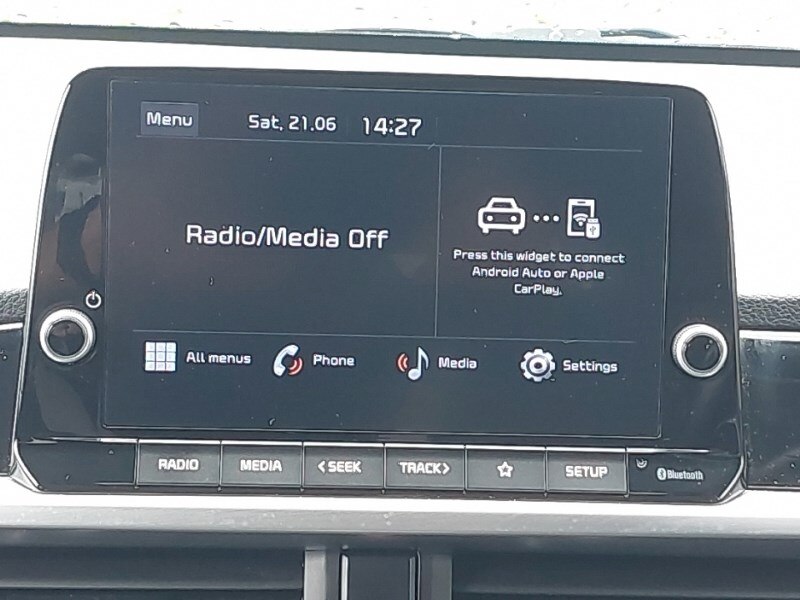 Menu
Sat, 21.06 14:27
Radio/Media Off
Press this widget to connect
Android Auto or Apple
CarPlay.
All menus
Phone
Media
Settings
RADIO
MEDIA
<SEEK
TRACK>
SETUP
Bluetooth